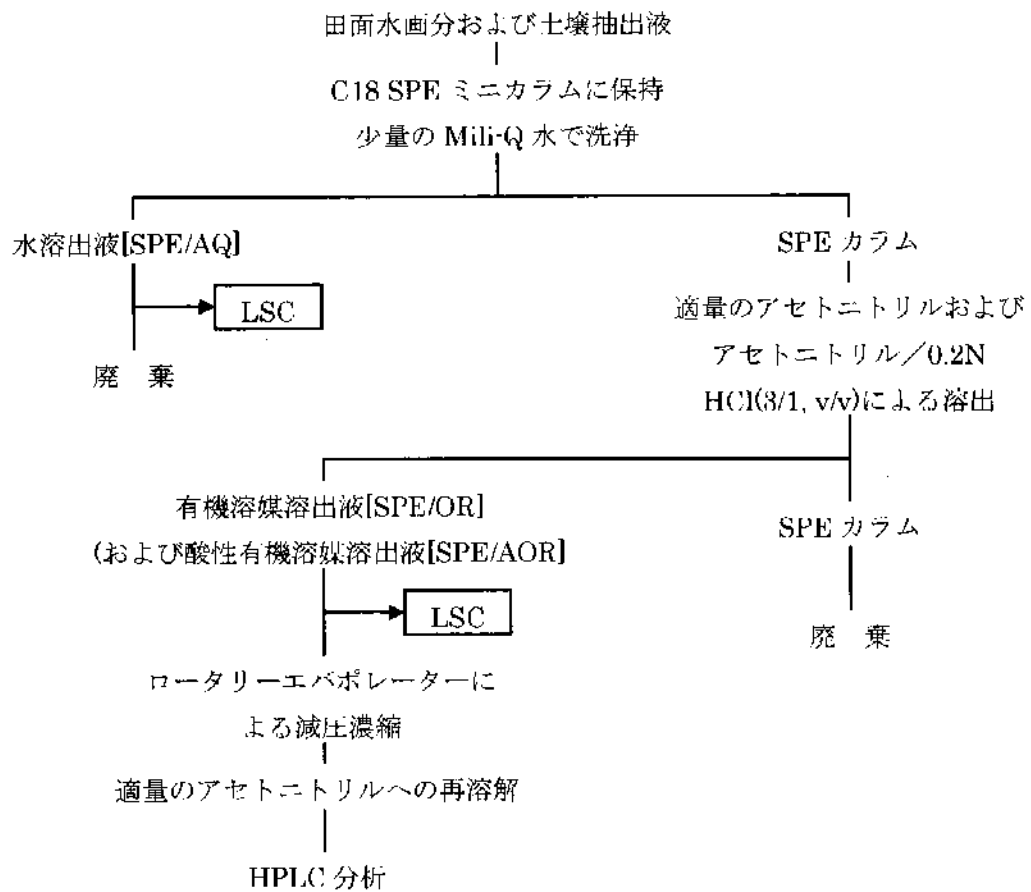 田面水画分および土壌抽出液
C18 SPE ミニカラムに保持
少量の Mili-Q 水で洗浄
水溶出液[SPE/AQ]
LSC
廃 棄
SPE カラム
適量のアセトニトリルおよび
アセトニトリル/0.2N
HCl(3/1, v/v)による溶出
有機溶媒溶出液[SPE/OR]
(および酸性有機溶媒溶出液[SPE/AOR]
LSC
ロータリーエバポレーターに
よる減圧濃縮
適量のアセトニトリルへの再溶解
HPLC 分析
SPE カラム
廃 棄